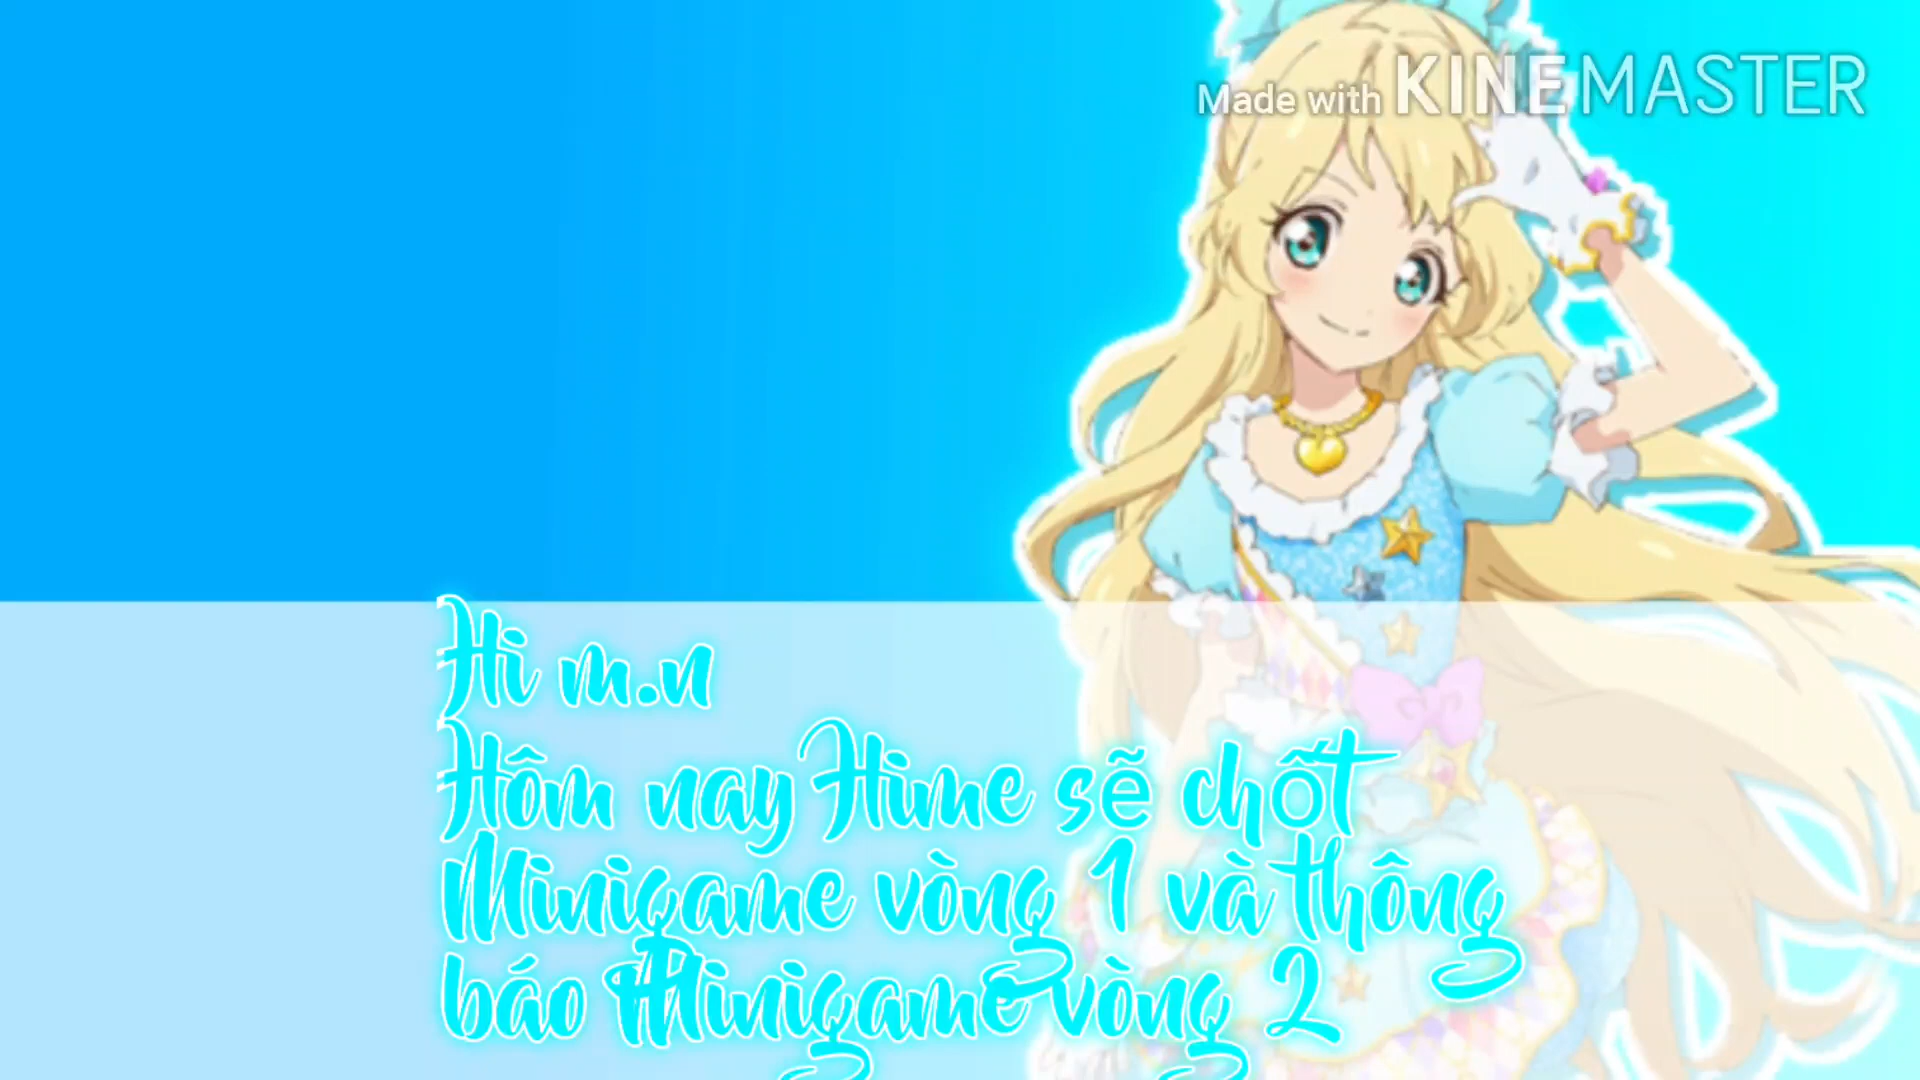 Made with KINEMASTER
Hi m.n
Hôm nay Hime sẽ chốt
Minigame vòng 1 và thông
báo Minigame vòng 2